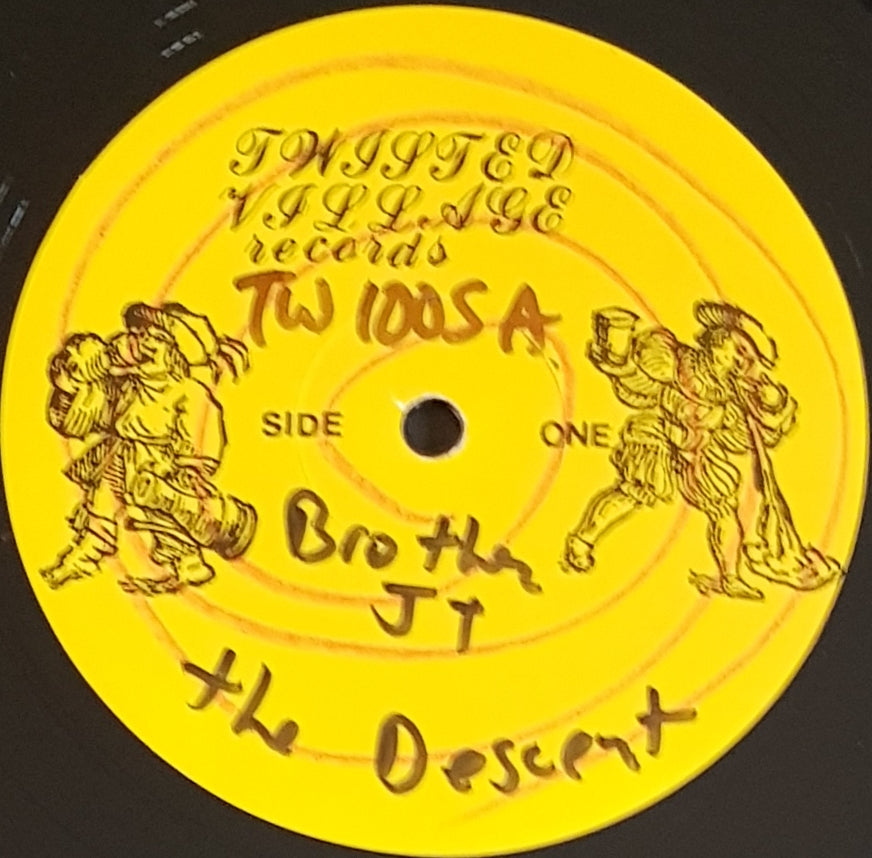 TWISTED
VILLAGE
records
TW 1005 A
SIDE ONE
Brother
JT
the Descent